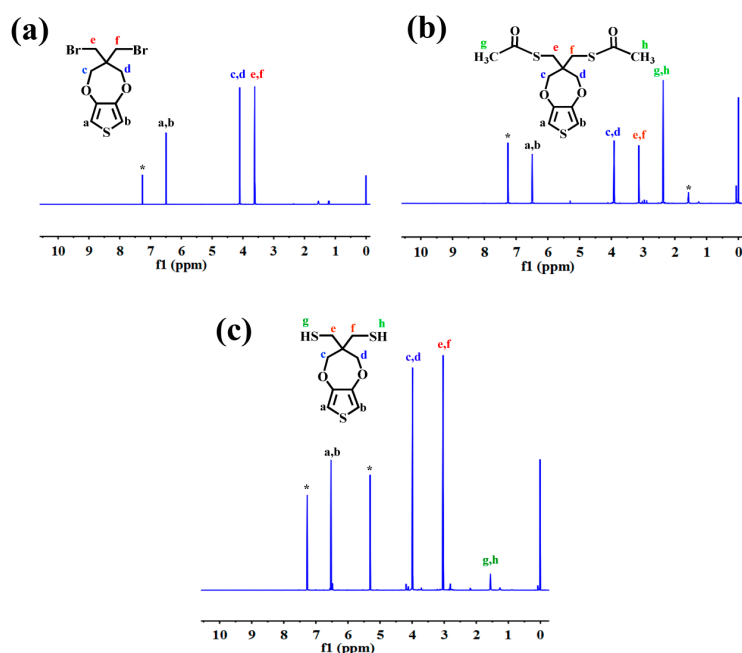 (a)
e f
Br Br
c d
O O
a b
S
* a,b c,d e,f
10 9 8 7 6 5 4 3 2 1 0
f1 (ppm)
(b)
O O
g e f h
H3C S S CH3
c d
O O
a b
S
* a,b c,d e,f g,h *
10 9 8 7 6 5 4 3 2 1 0
f1 (ppm)
(c)
g e f h
HS SH
c d
O O
a b
S
* a,b * c,d e,f g,h
10 9 8 7 6 5 4 3 2 1 0
f1 (ppm)